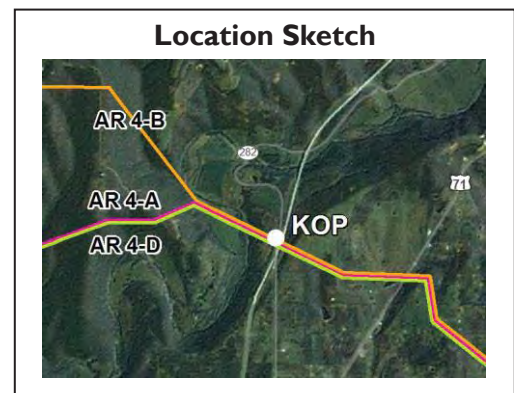 Location Sketch
AR 4-B
282
71
AR 4-A
KOP
AR 4-D